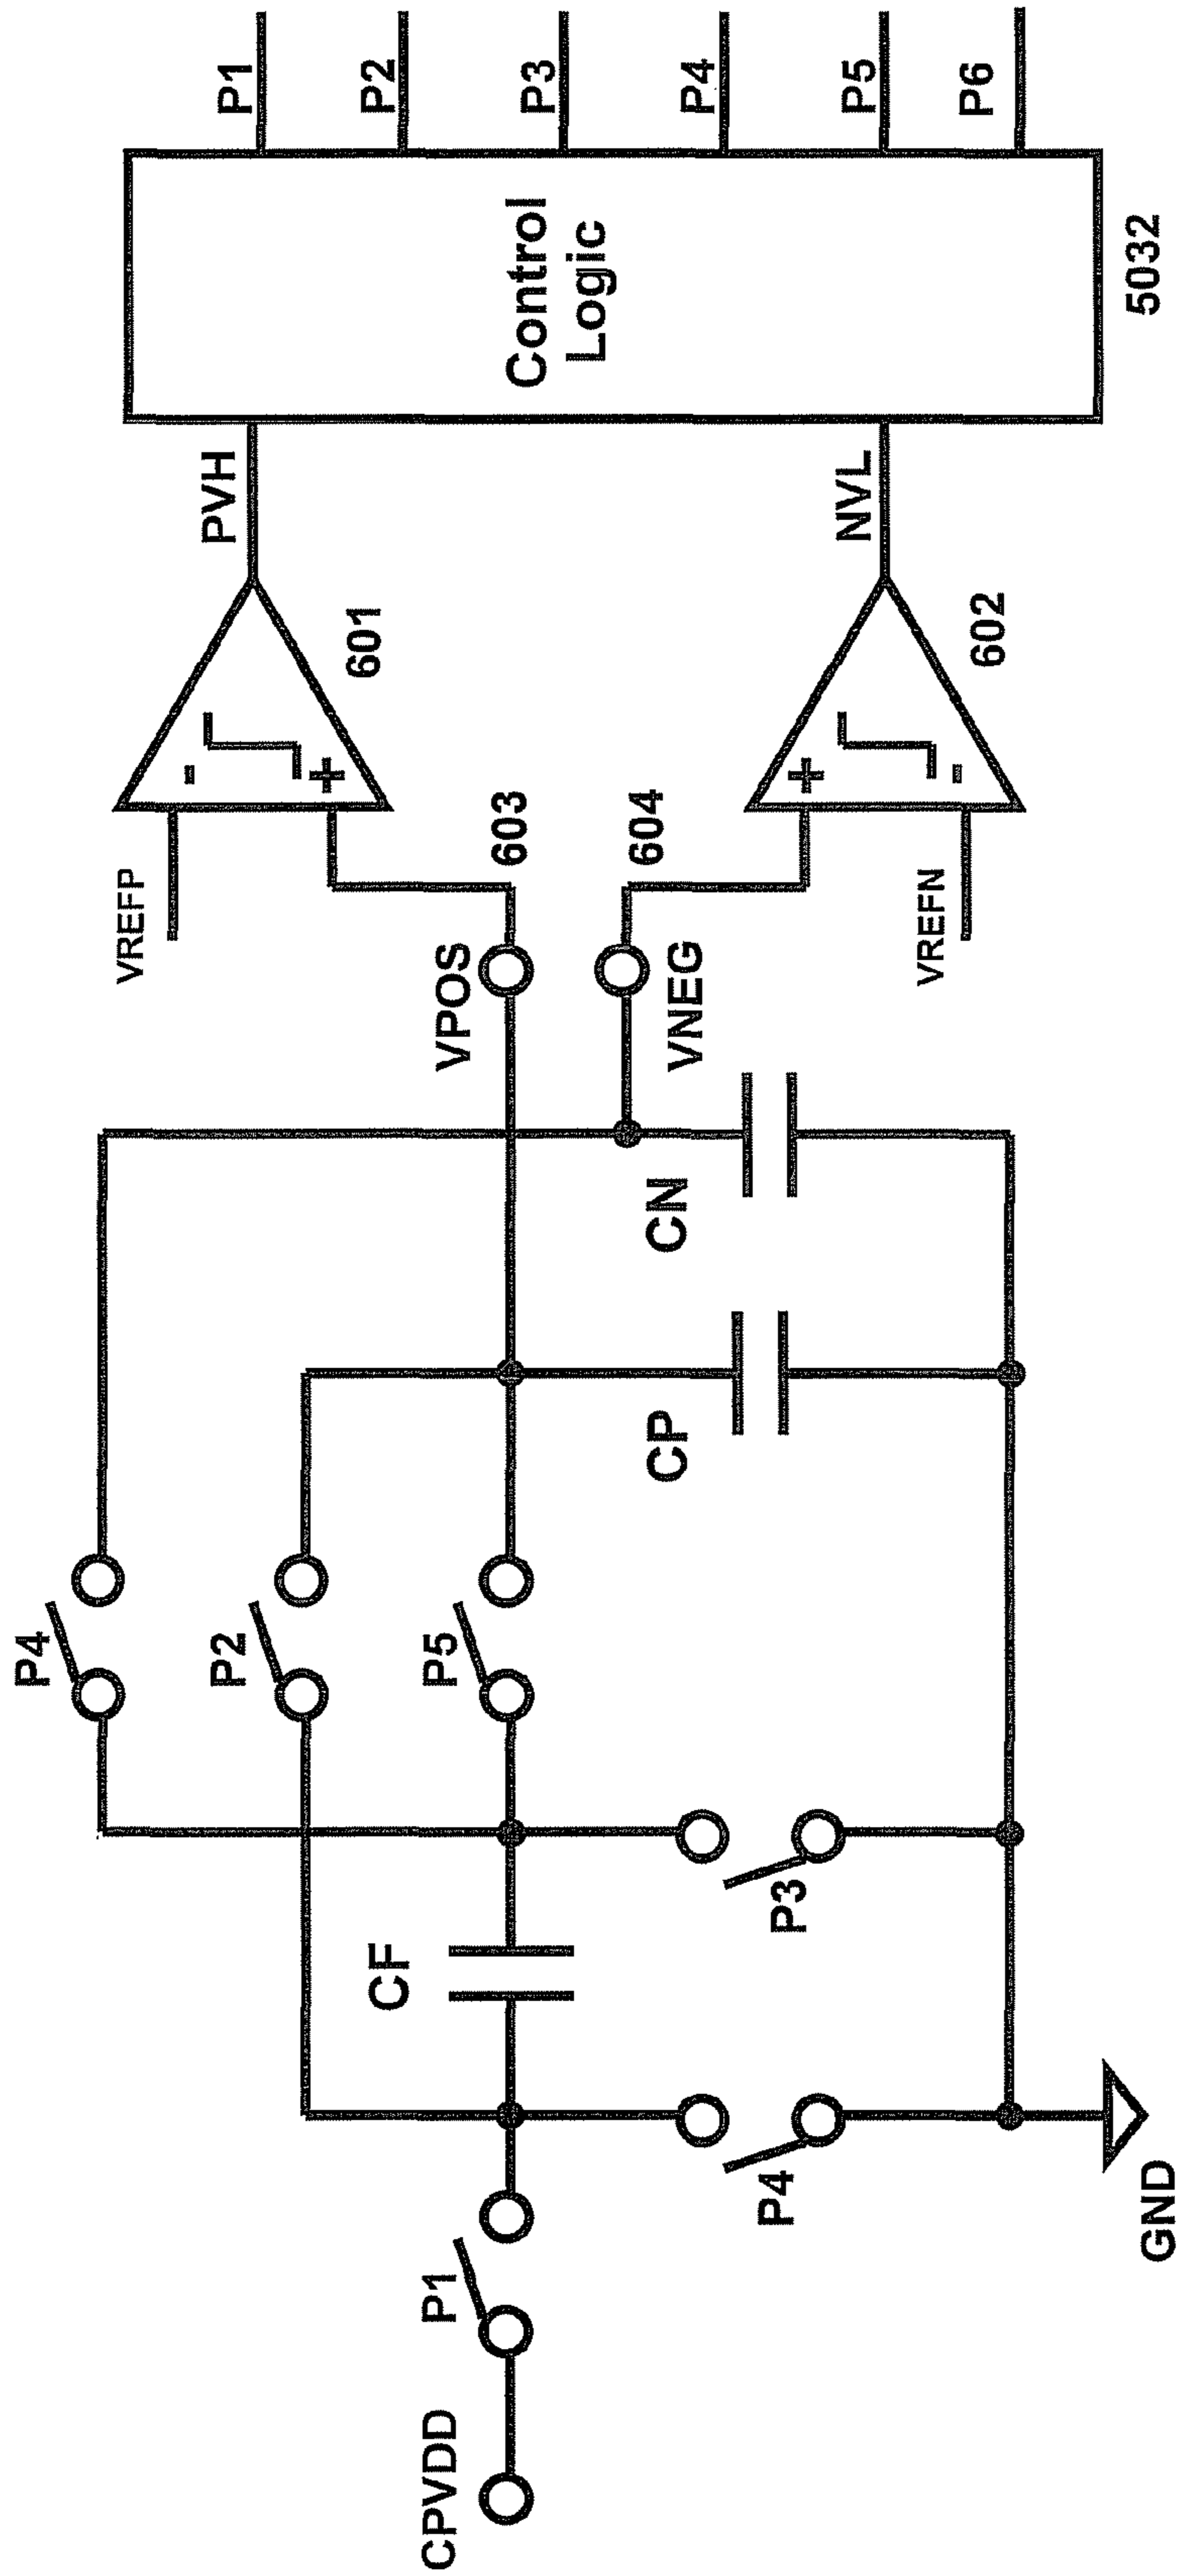 CPVDD
P1
P4
GND
CF
P3
P4
P2
P5
CP
CN
VPOS
603
VNEG
604
VREFP
-
+
601
PVH
VREFN
+
-
602
NVL
Control
Logic
5032
P1
P2
P3
P4
P5
P6